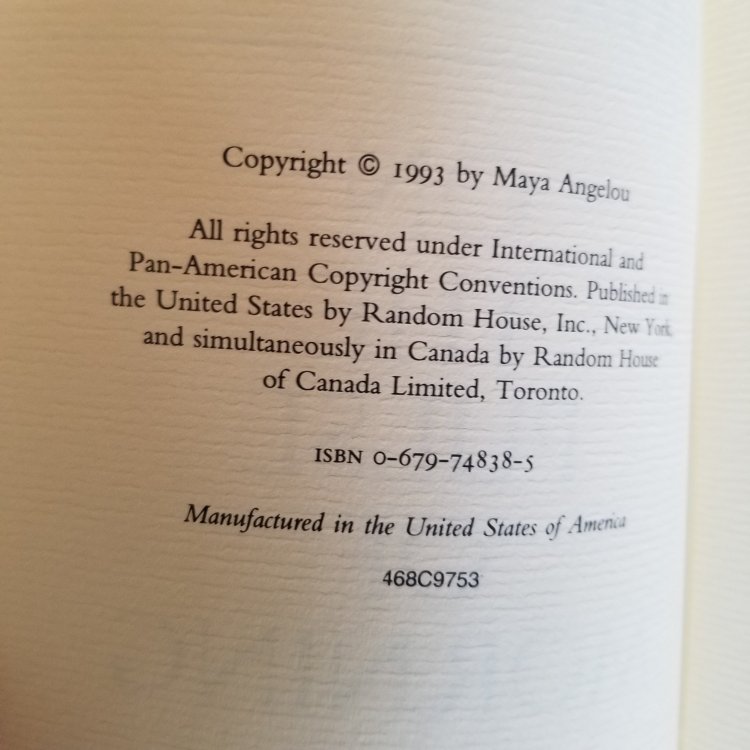 Copyright © 1993 by Maya Angelou
All rights reserved under International and
Pan-American Copyright Conventions. Published in
the United States by Random House, Inc., New York,
and simultaneously in Canada by Random House
of Canada Limited, Toronto.
ISBN 0-679-74838-5
Manufactured in the United States of America
468C9753